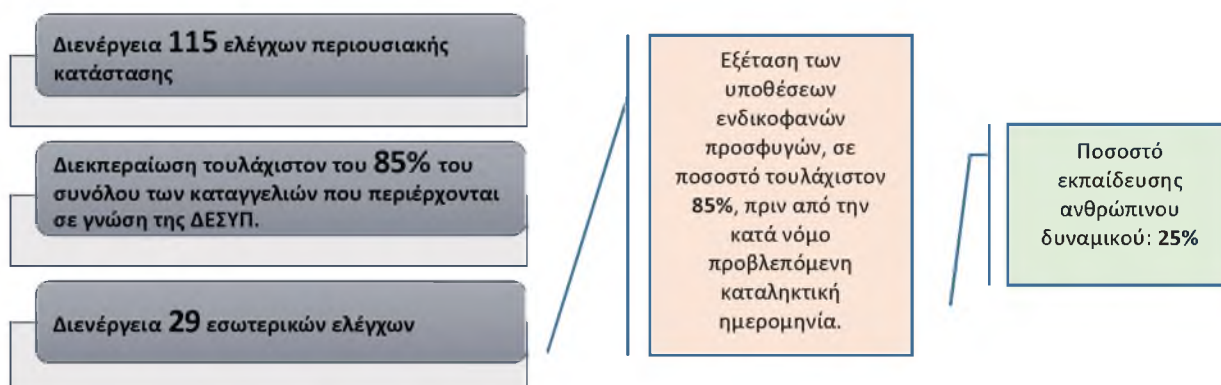 Διενέργεια 115 ελέγχων περιουσιακής
κατάστασης
Διεκπεραίωση τουλάχιστον του 85% του
συνόλου των καταγγελιών που περιέρχονται
σε γνώση της ΔΕΣΥΠ.
Διενέργεια 29 εσωτερικών ελέγχων
Εξέταση των
υποθέσεων
ενδικοφανών
προσφυγών, σε
ποσοστό τουλάχιστον
85%, πριν από την
κατά νόμο
προβλεπόμενη
καταληκτική
ημερομηνία.
Ποσοστό
εκπαίδευσης
ανθρώπινου
δυναμικού: 25%